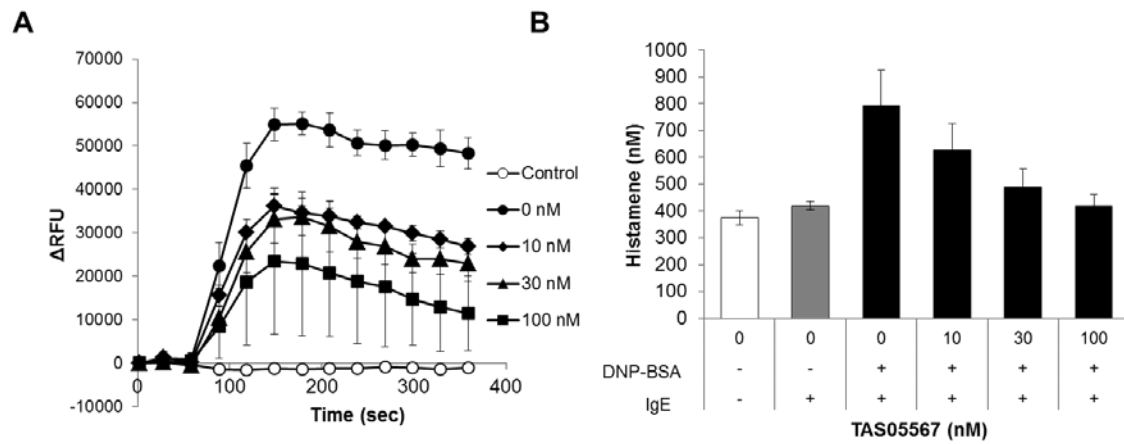 A
70000
60000
50000
40000
30000
20000
10000
0
-10000
ΔRFU
0 100 200 300 400
Time (sec)
Control
0 nM
10 nM
30 nM
100 nM
B
1000
900
800
700
600
500
400
300
200
100
0
Histamene (nM)
0 0 0 10 30 100
DNP-BSA - - + + + +
IgE - + + + + +
TAS05567 (nM)